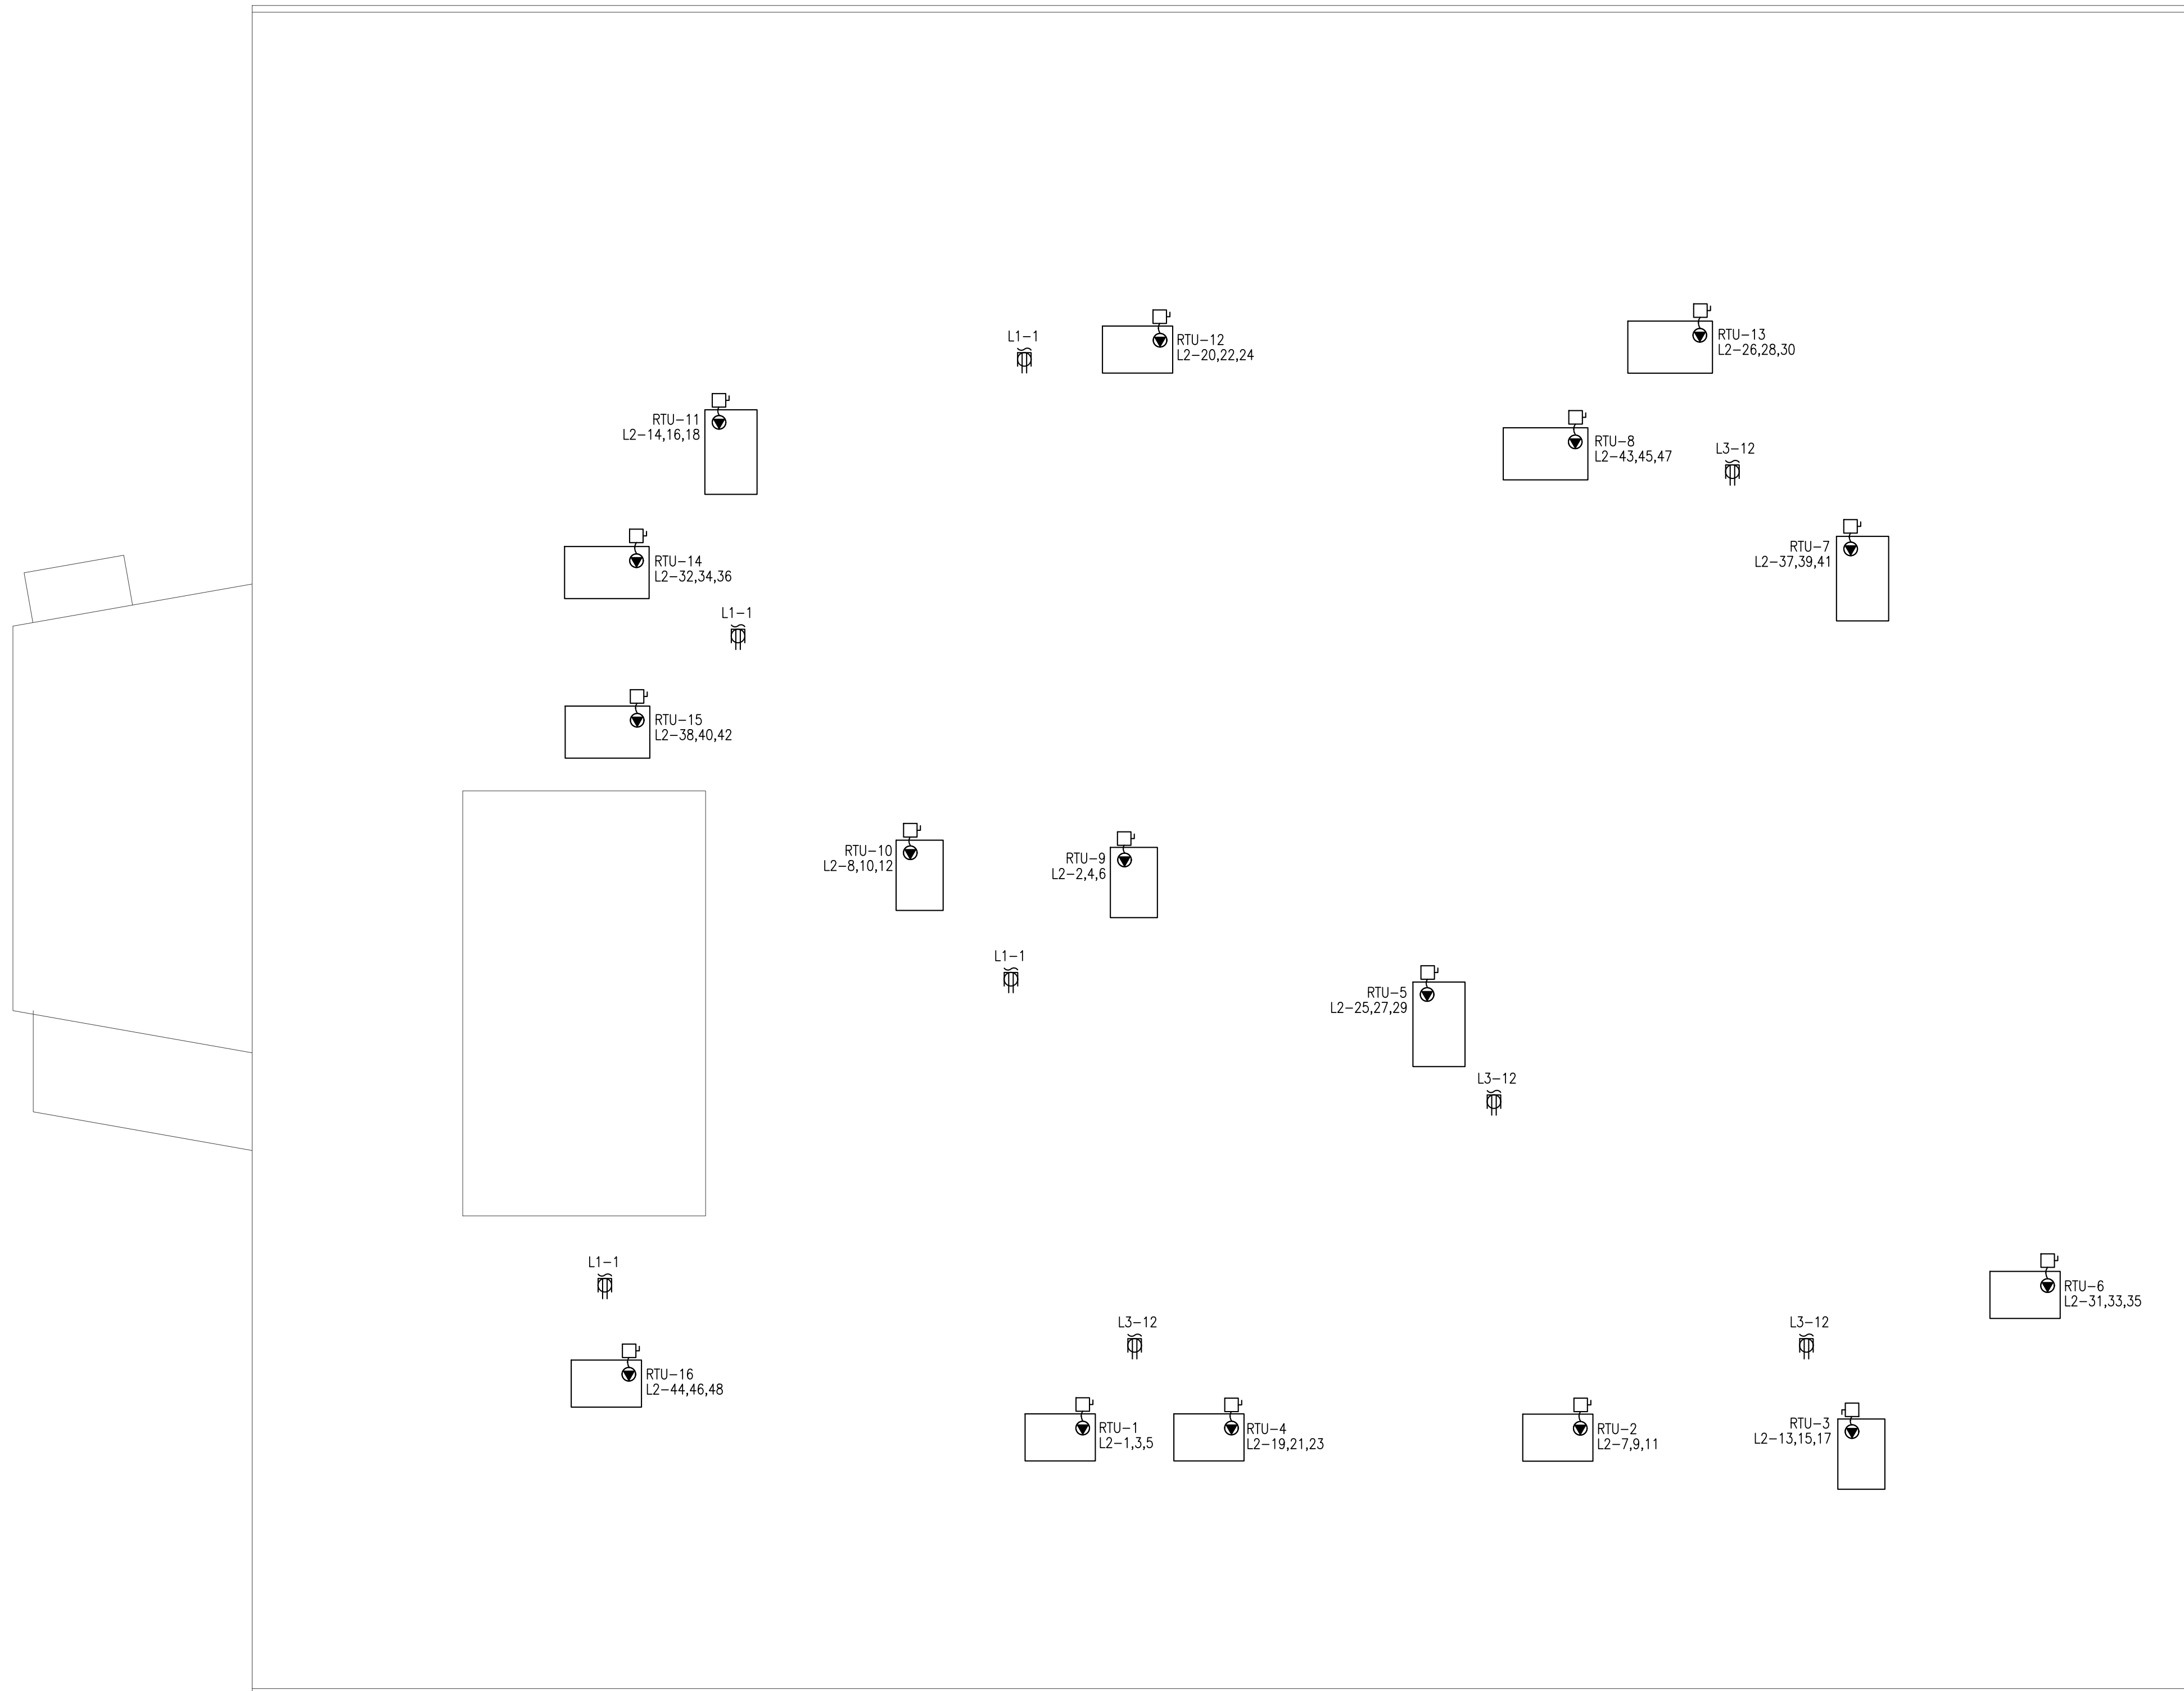 L1-1
RTU-12
L2-20,22,24
RTU-13
L2-26,28,30
RTU-11
L2-14,16,18
RTU-8
L2-43,45,47
L3-12
RTU-14
L2-32,34,36
RTU-7
L2-37,39,41
L1-1
RTU-15
L2-38,40,42
RTU-10
L2-8,10,12
RTU-9
L2-2,4,6
L1-1
RTU-5
L2-25,27,29
L3-12
L1-1
RTU-6
L2-31,33,35
L3-12
L3-12
RTU-16
L2-44,46,48
RTU-1
L2-1,3,5
RTU-4
L2-19,21,23
RTU-2
L2-7,9,11
RTU-3
L2-13,15,17